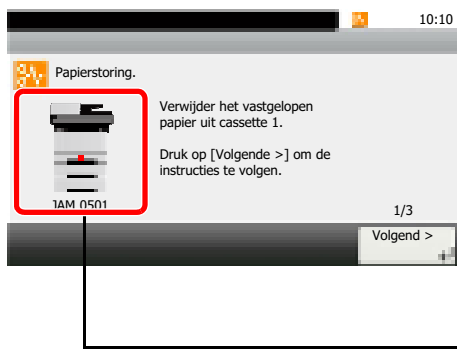 10:10
Papierstoring.
Verwijder het vastgelopen
papier uit cassette 1.
Druk op [Volgende >] om de
instructies te volgen.
JAM 0501
1/3
Volgend >